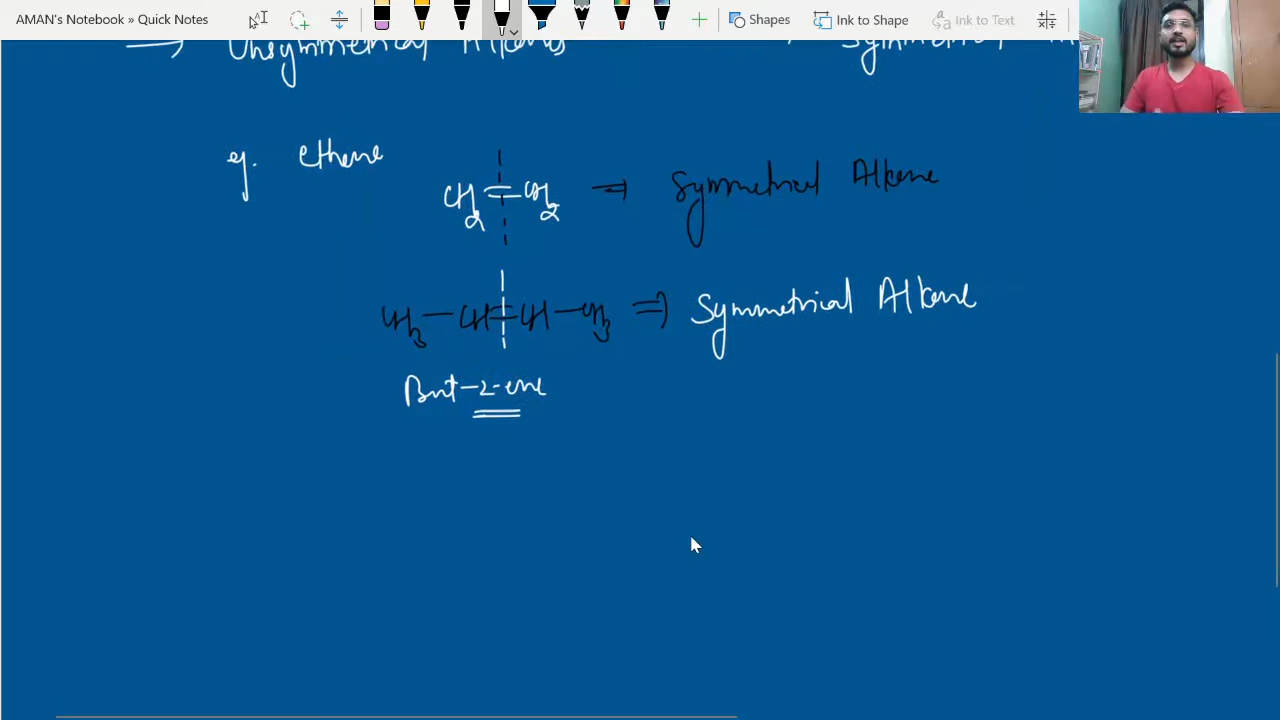 AMAN's Notebook » Quick Notes
Shapes
Ink to Shape
Ink to Text
⇒ Unsymmetrical Alkenes
eg. Ethene
CH2 = CH2 ⇒ Symmetrical Alkene
CH3 — CH = CH — CH3 ⇒ Symmetrical Alkene
But-2-ene